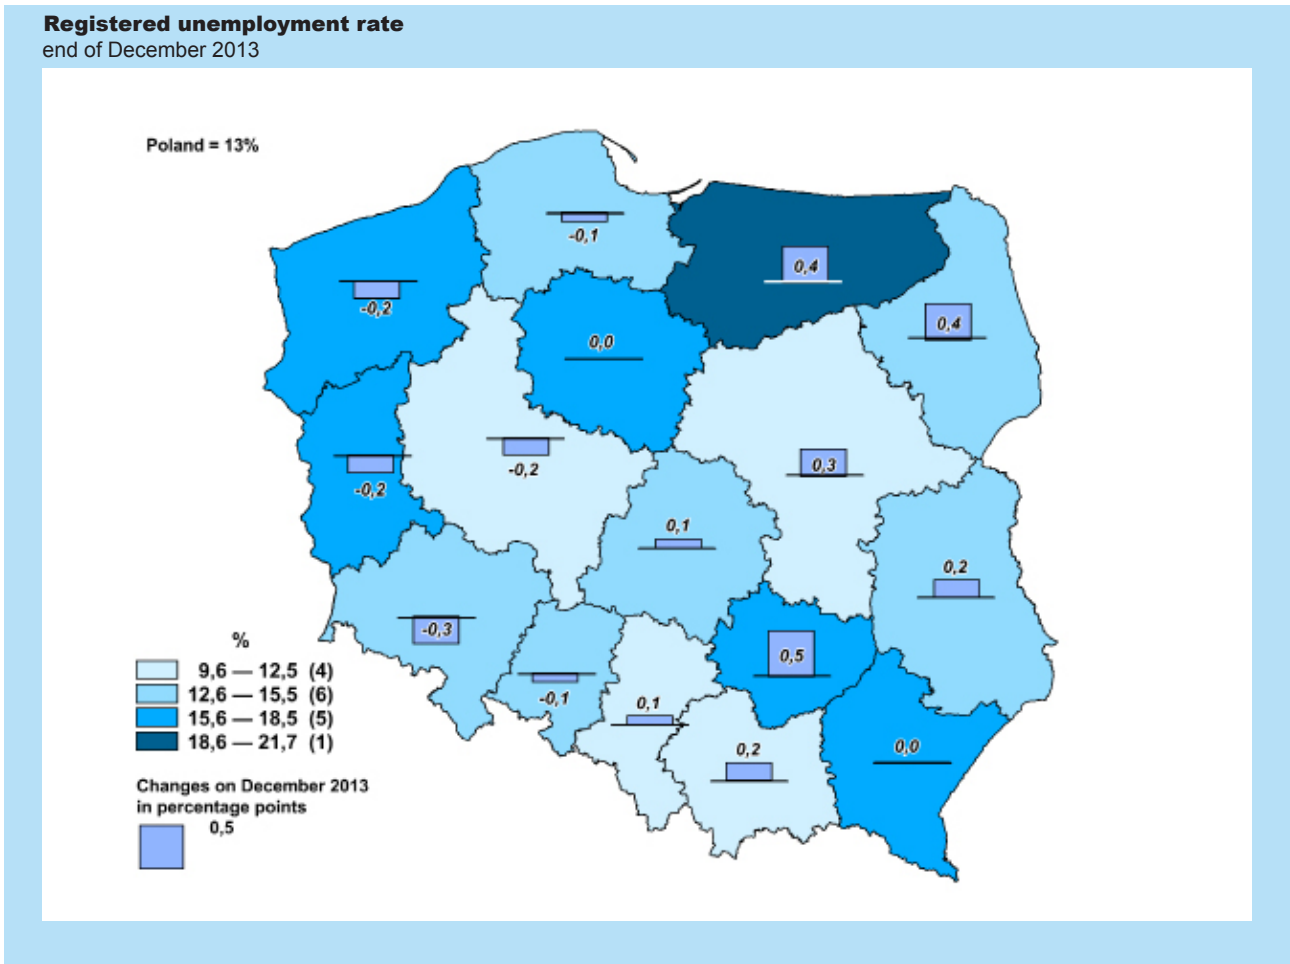 Registered unemployment rate
end of December 2013
Poland = 13%
-0,1
0,4
-0,2
0,4
0,0
-0,2
-0,2
0,3
0,1
0,2
-0,3
0,5
-0,1
0,1
0,2
0,0
%
9,6 — 12,5 (4)
12,6 — 15,5 (6)
15,6 — 18,5 (5)
18,6 — 21,7 (1)
Changes on December 2013
in percentage points
0,5